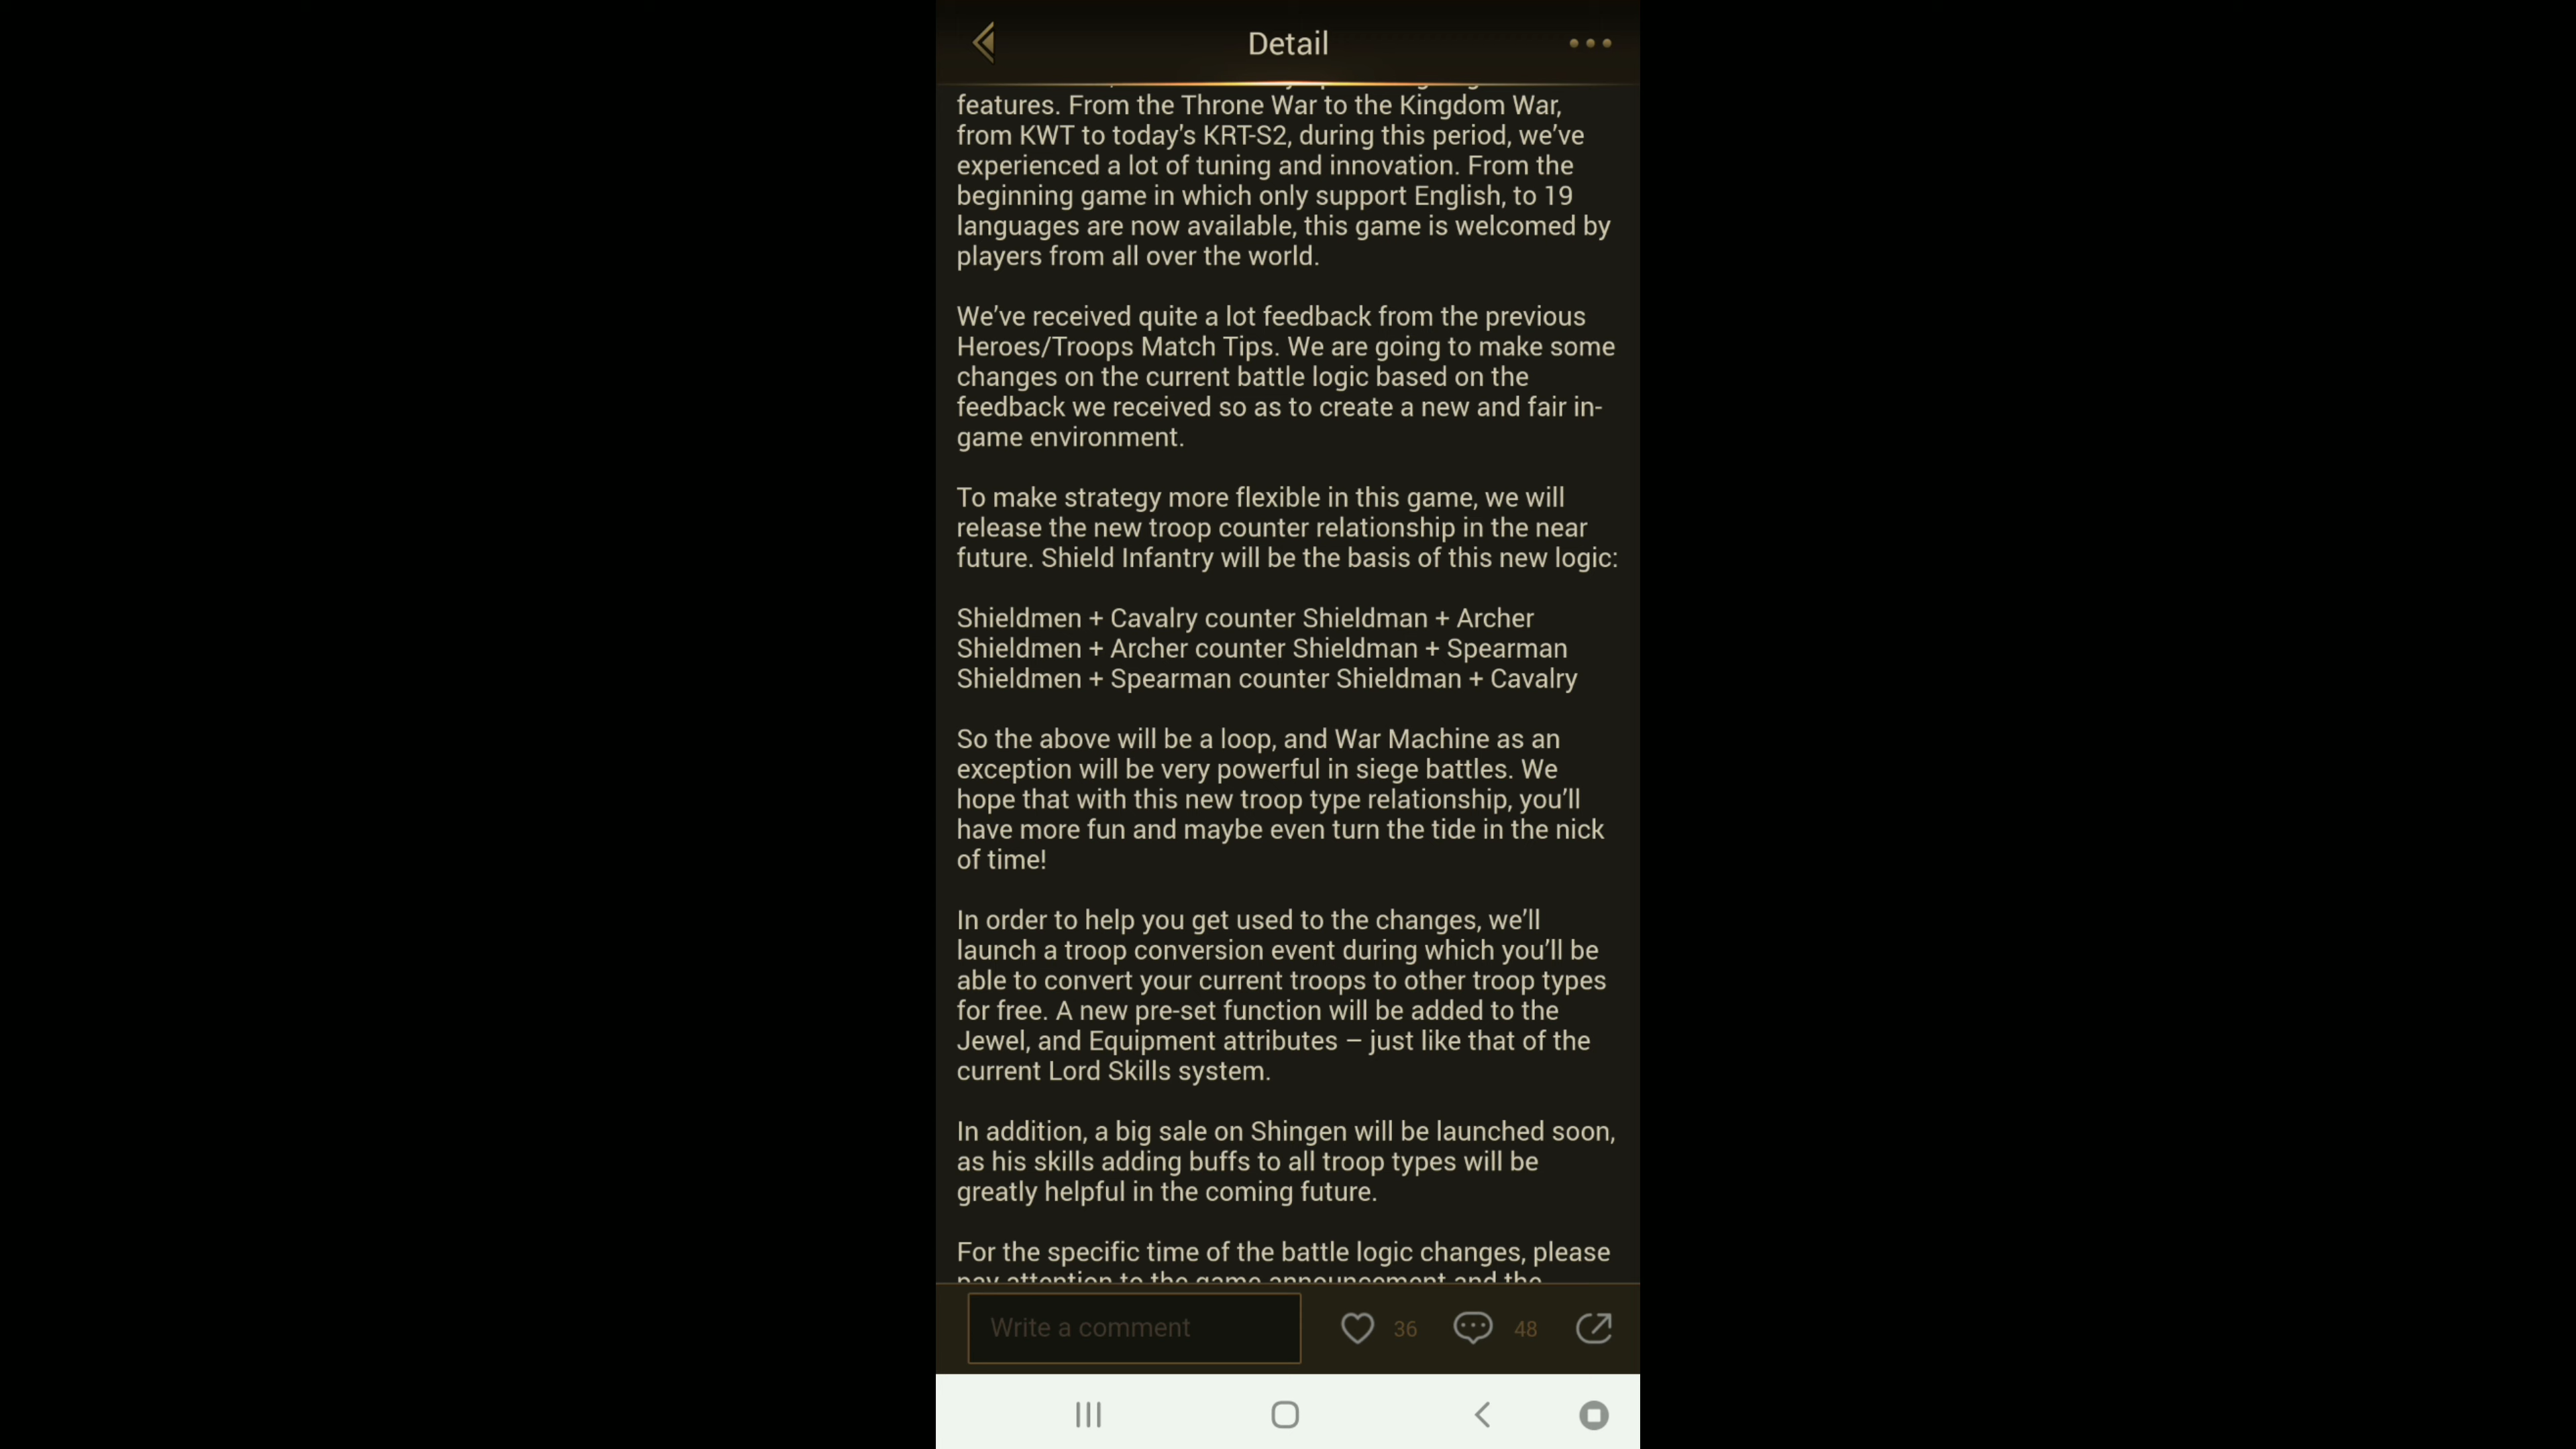 Detail
features. From the Throne War to the Kingdom War,
from KWT to today's KRT-S2, during this period, we've
experienced a lot of tuning and innovation. From the
beginning game in which only support English, to 19
languages are now available, this game is welcomed by
players from all over the world.
We've received quite a lot feedback from the previous
Heroes/Troops Match Tips. We are going to make some
changes on the current battle logic based on the
feedback we received so as to create a new and fair in-
game environment.
To make strategy more flexible in this game, we will
release the new troop counter relationship in the near
future. Shield Infantry will be the basis of this new logic:
Shieldmen + Cavalry counter Shieldman + Archer
Shieldmen + Archer counter Shieldman + Spearman
Shieldmen + Spearman counter Shieldman + Cavalry
So the above will be a loop, and War Machine as an
exception will be very powerful in siege battles. We
hope that with this new troop type relationship, you'll
have more fun and maybe even turn the tide in the nick
of time!
In order to help you get used to the changes, we'll
launch a troop conversion event during which you'll be
able to convert your current troops to other troop types
for free. A new pre-set function will be added to the
Jewel, and Equipment attributes – just like that of the
current Lord Skills system.
In addition, a big sale on Shingen will be launched soon,
as his skills adding buffs to all troop types will be
greatly helpful in the coming future.
For the specific time of the battle logic changes, please
pay attention to the game announcement and the
Write a comment
36
48